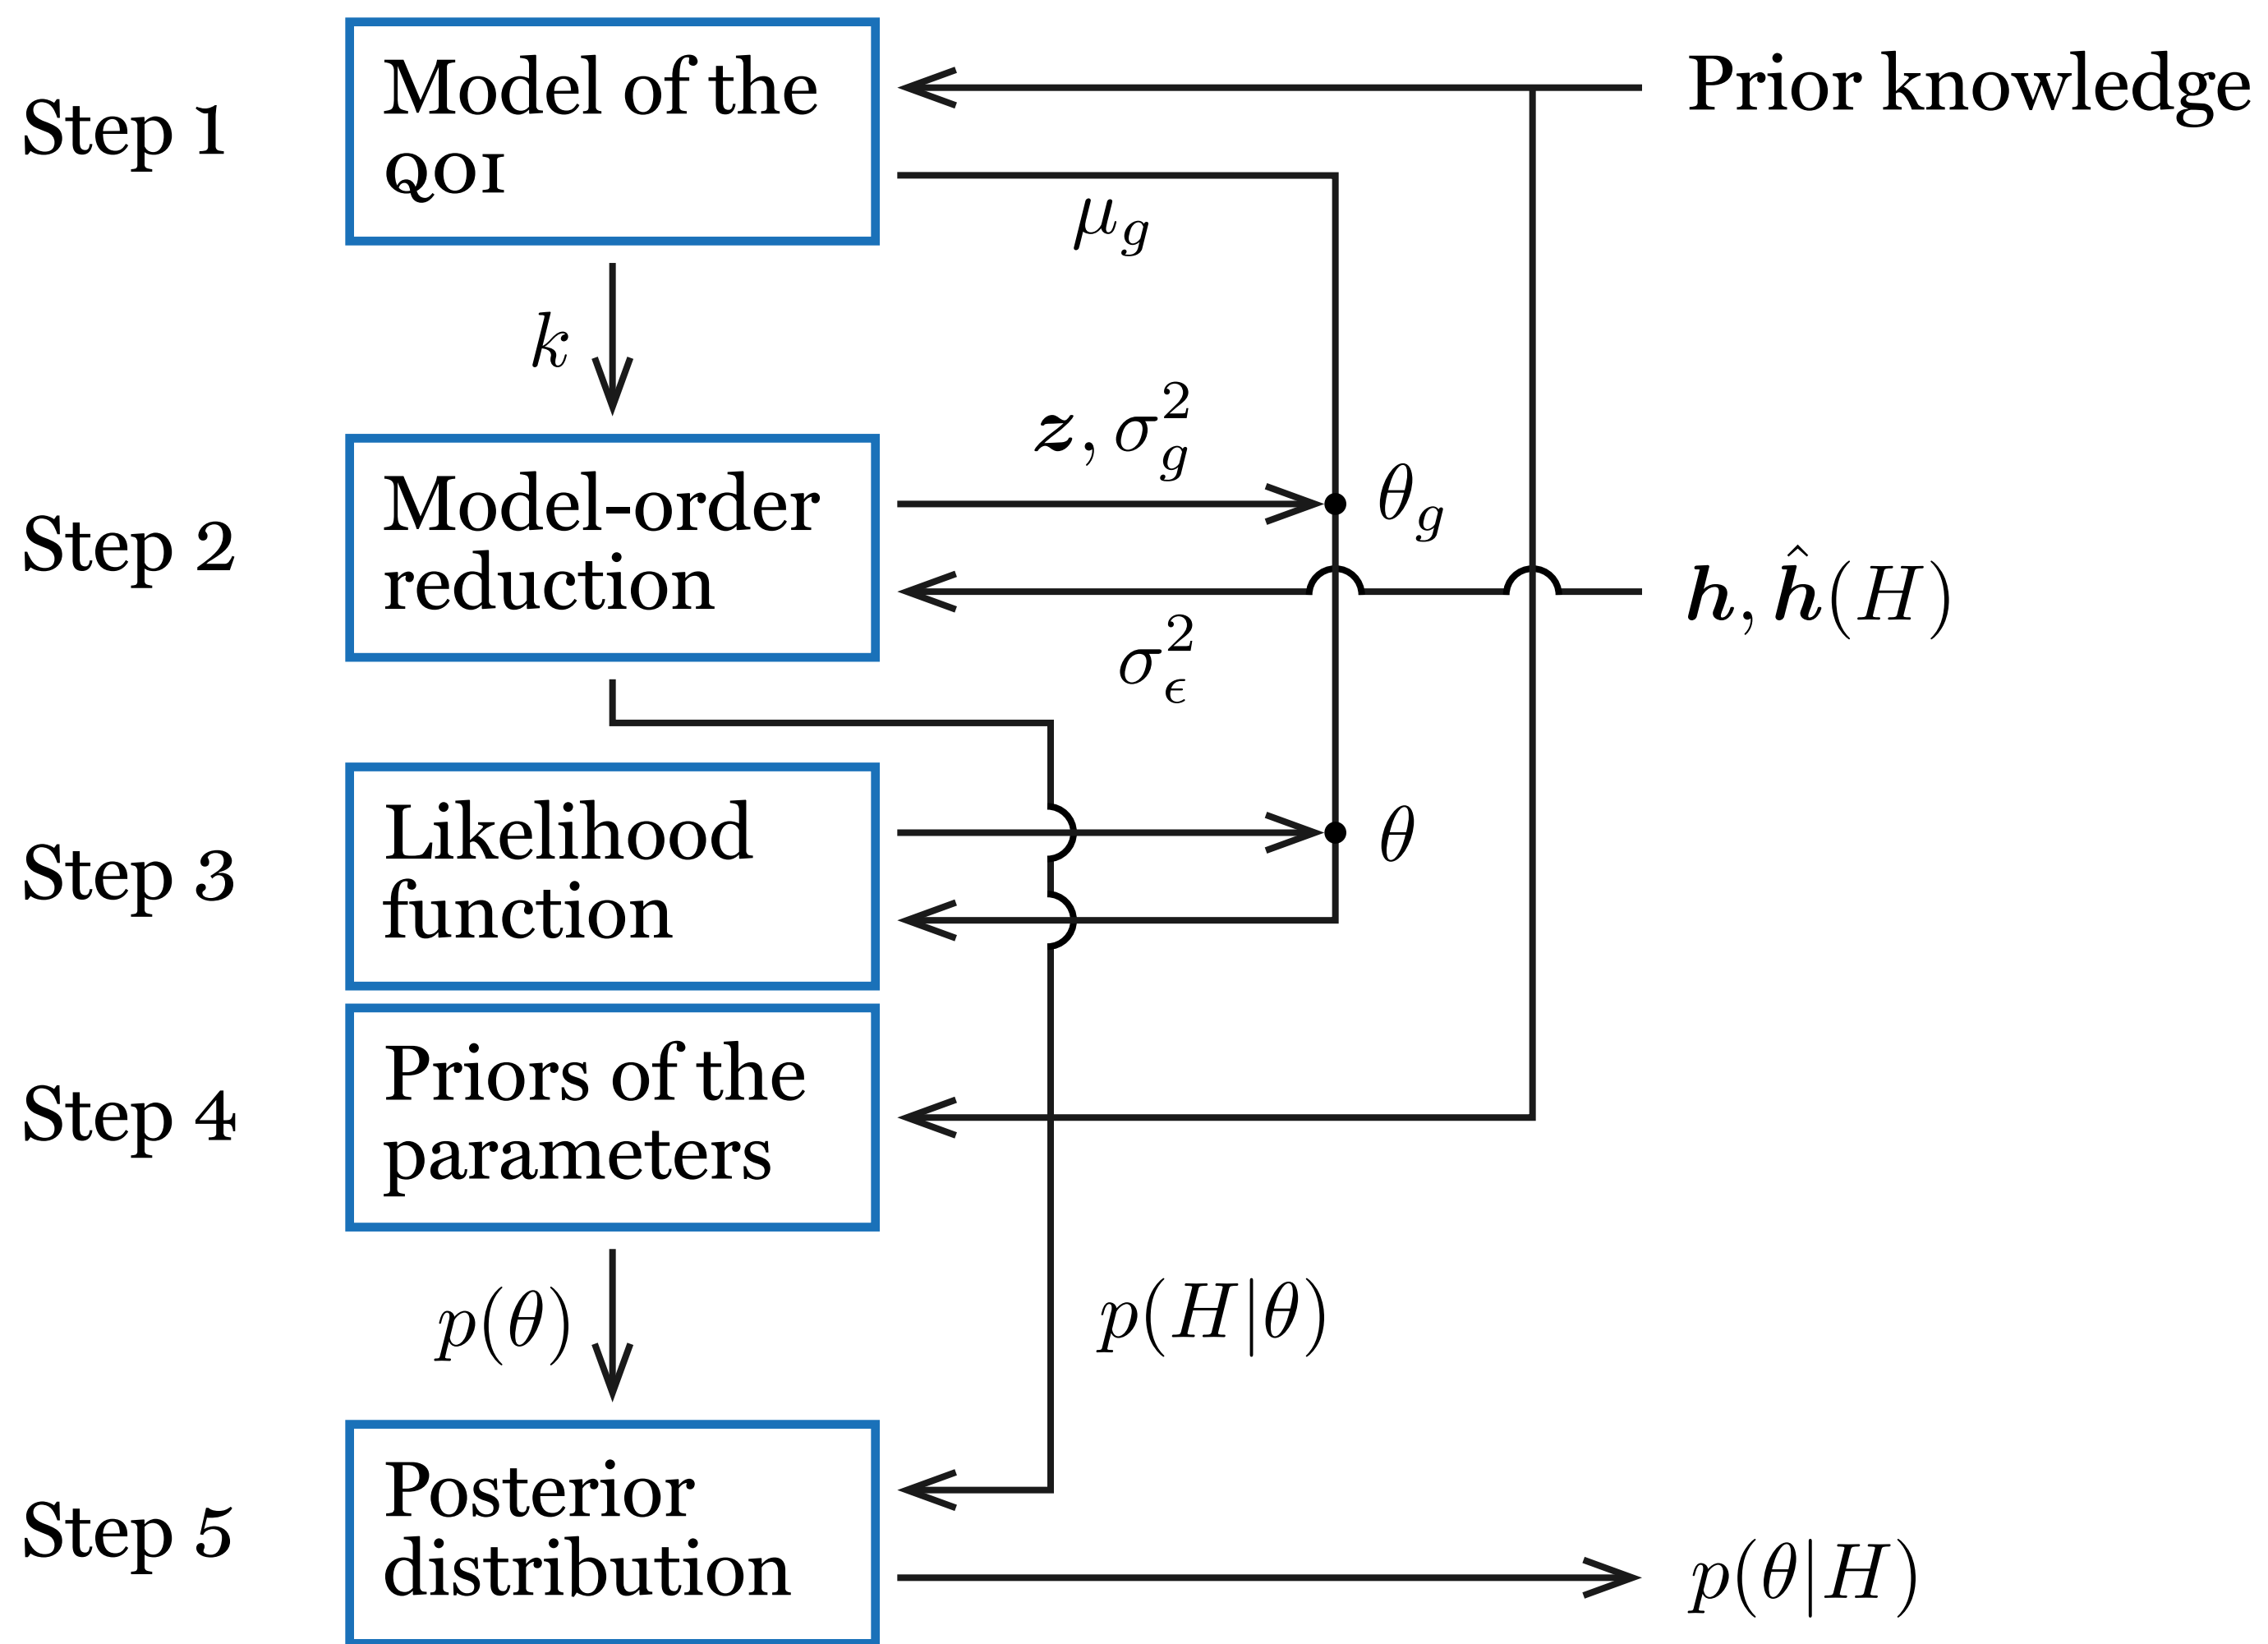 Step 1
Model of the
QOI
Prior knowledge
μ_g
k
z, σ_g^2
θ_g
Step 2
Model-order
reduction
h, ĥ(H)
σ_ϵ^2
Step 3
Likelihood
function
θ
Step 4
Priors of the
parameters
p(θ)
p(H|θ)
Step 5
Posterior
distribution
p(θ|H)